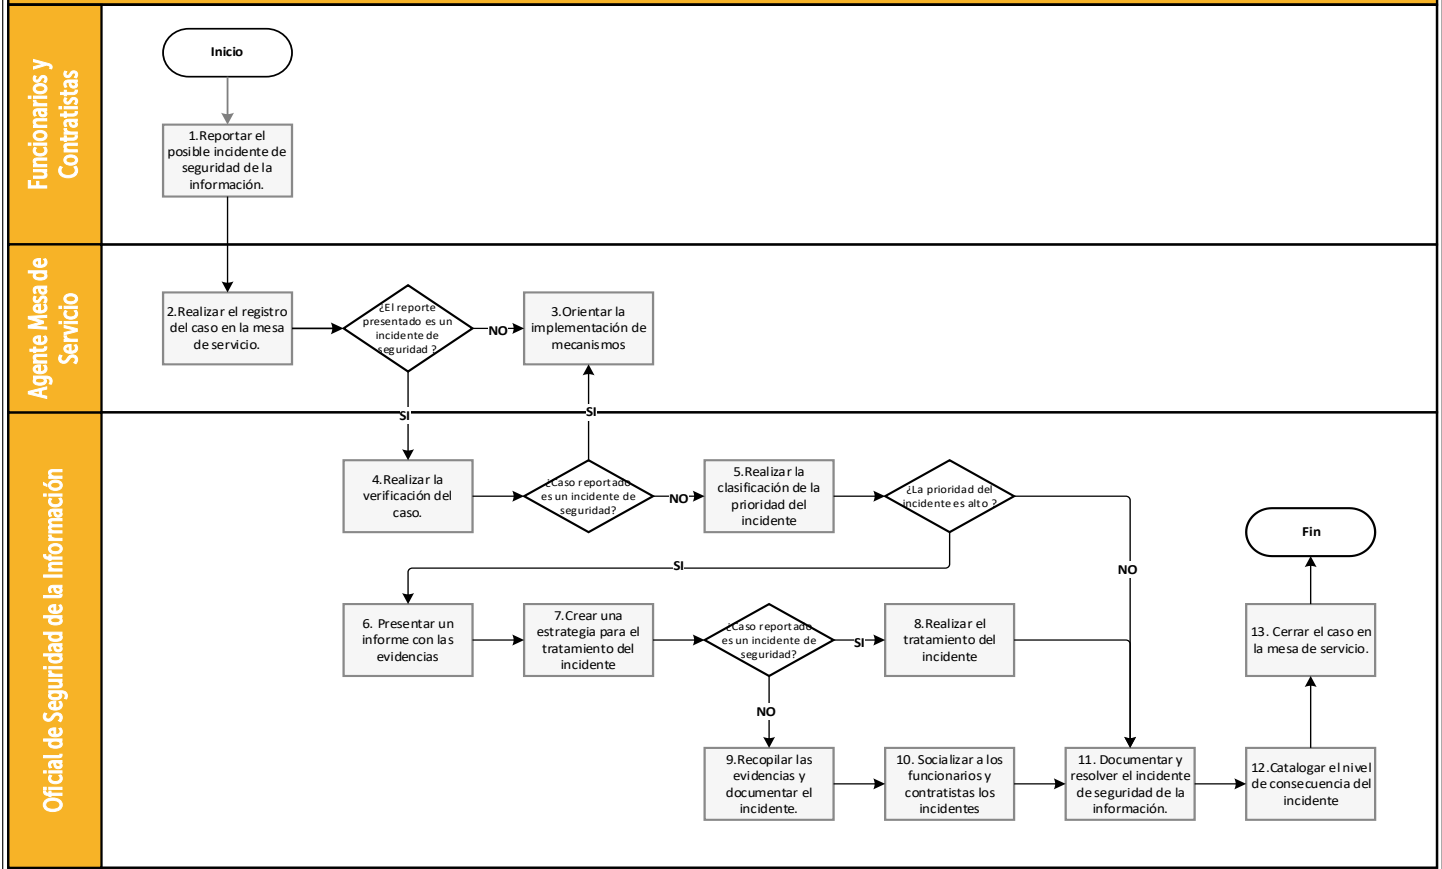 Funcionarios y
Contratistas
Inicio
1.Reportar el
posible incidente de
seguridad de la
información.
Agente Mesa de
Servicio
2.Realizar el registro
del caso en la mesa
de servicio.
¿El reporte
presentado es un
incidente de
seguridad ?
NO
3.Orientar la
implementación de
mecanismos
SI
SI
Oficial de Seguridad de la Información
4.Realizar la
verificación del
caso.
¿Caso reportado
es un incidente de
seguridad?
NO
5.Realizar la
clasificación de la
prioridad del
incidente
¿La prioridad del
incidente es alto ?
NO
SI
Fin
6. Presentar un
informe con las
evidencias
7.Crear una
estrategia para el
tratamiento del
incidente
¿Caso reportado
es un incidente de
seguridad?
SI
8.Realizar el
tratamiento del
incidente
13. Cerrar el caso en
la mesa de servicio.
NO
9.Recopilar las
evidencias y
documentar el
incidente.
10. Socializar a los
funcionarios y
contratistas los
incidentes
11. Documentar y
resolver el incidente
de seguridad de la
información.
12.Catalogar el nivel
de consecuencia del
incidente